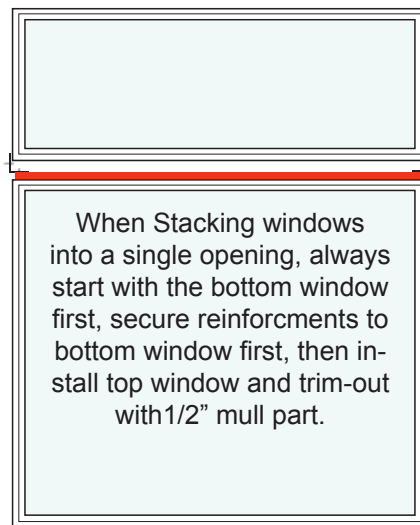 When Stacking windows
into a single opening, always
start with the bottom window
first, secure reinforcments to
bottom window first, then in-
stall top window and trim-out
with1/2” mull part.